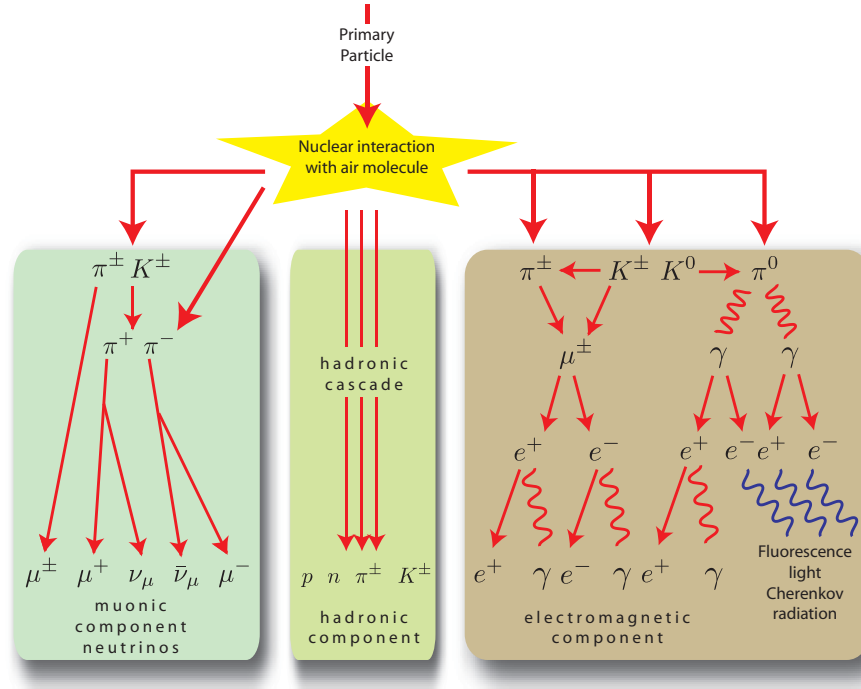 Primary
Particle
Nuclear interaction
with air molecule
π± K±
π+ π−
μ± μ+ νμ ν̄μ μ−
muonic
component
neutrinos
hadronic
cascade
p n π± K±
hadronic
component
π± K± K0 π0
μ± γ γ
e+ e− e+ e− e+ e−
Fluorescence
light
Cherenkov
radiation
e+ γ e− γ e+ γ
electromagnetic
component